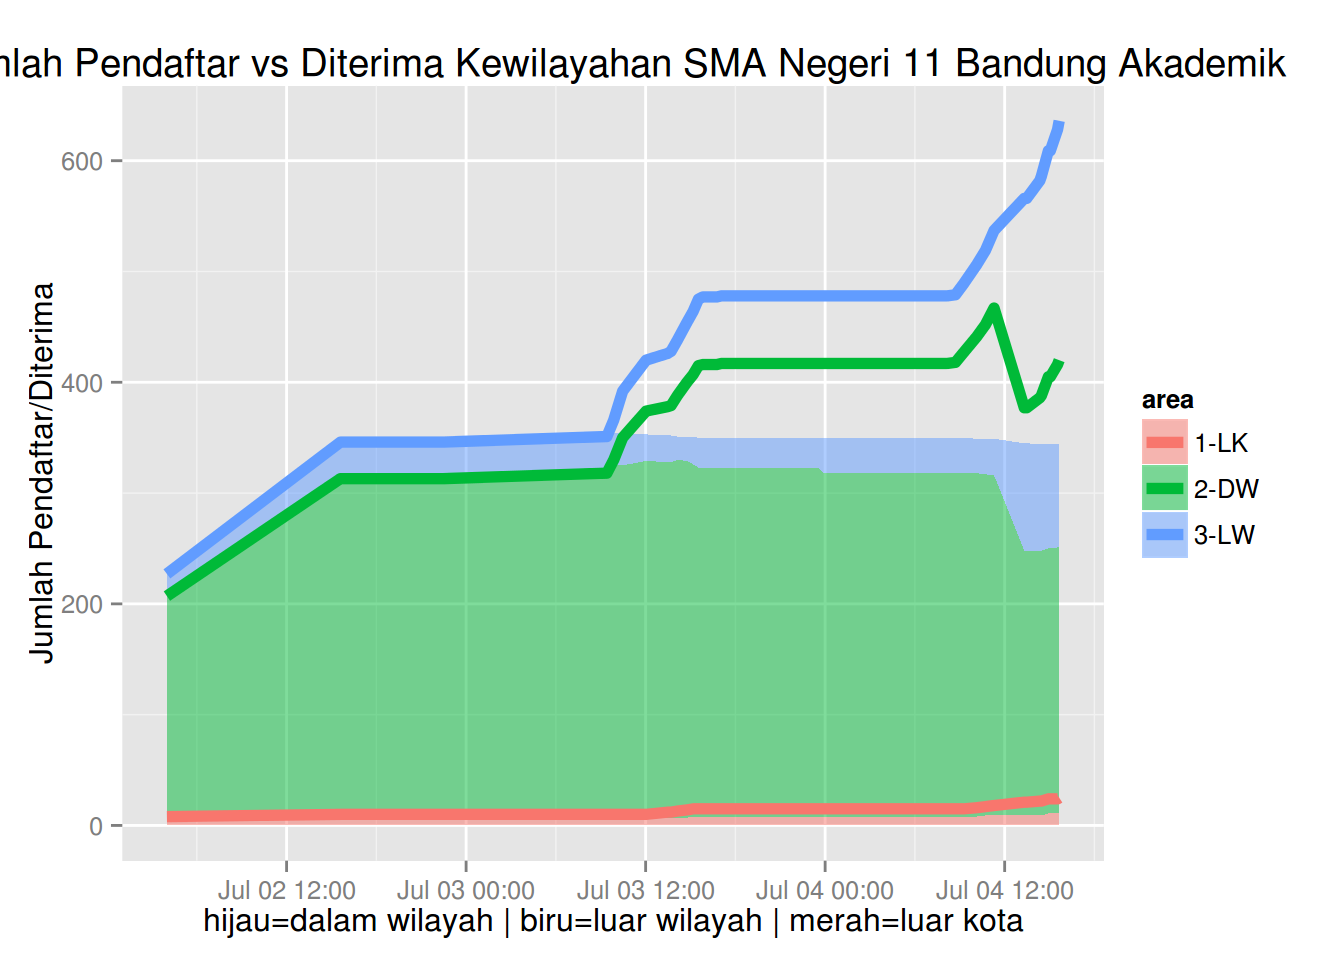 mlah Pendaftar vs Diterima Kewilayahan SMA Negeri 11 Bandung Akademik
Jumlah Pendaftar/Diterima
600
400
200
0
Jul 02 12:00
Jul 03 00:00
Jul 03 12:00
Jul 04 00:00
Jul 04 12:00
hijau=dalam wilayah | biru=luar wilayah | merah=luar kota
area
1-LK
2-DW
3-LW